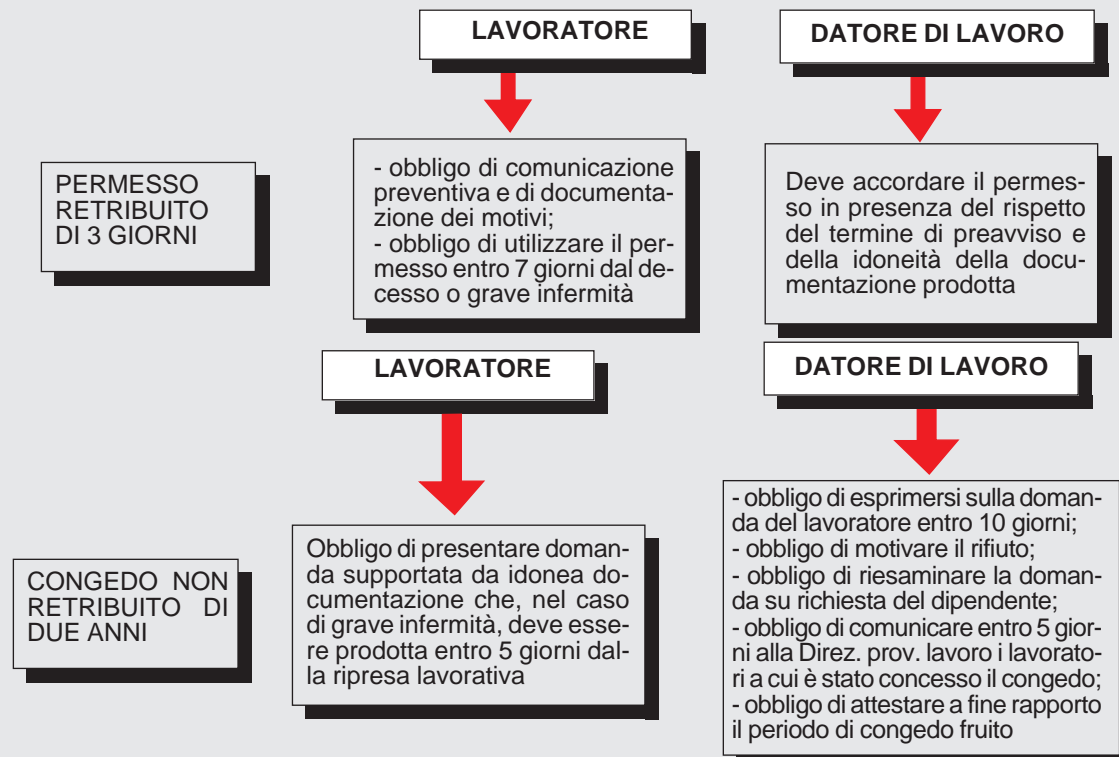 LAVORATORE
DATORE DI LAVORO
PERMESSO
RETRIBUITO
DI 3 GIORNI
- obbligo di comunicazione
preventiva e di documenta-
zione dei motivi;
- obbligo di utilizzare il per-
messo entro 7 giorni dal de-
cesso o grave infermità
Deve accordare il permes-
so in presenza del rispetto
del termine di preavviso e
della idoneità della docu-
mentazione prodotta
LAVORATORE
DATORE DI LAVORO
CONGEDO NON
RETRIBUITO DI
DUE ANNI
Obbligo di presentare doman-
da supportata da idonea do-
cumentazione che, nel caso
di grave infermità, deve esse-
re prodotta entro 5 giorni dal-
la ripresa lavorativa
- obbligo di esprimersi sulla doman-
da del lavoratore entro 10 giorni;
- obbligo di motivare il rifiuto;
- obbligo di riesaminare la doman-
da su richiesta del dipendente;
- obbligo di comunicare entro 5 gior-
ni alla Direz. prov. lavoro i lavorato-
ri a cui è stato concesso il congedo;
- obbligo di attestare a fine rapporto
il periodo di congedo fruito